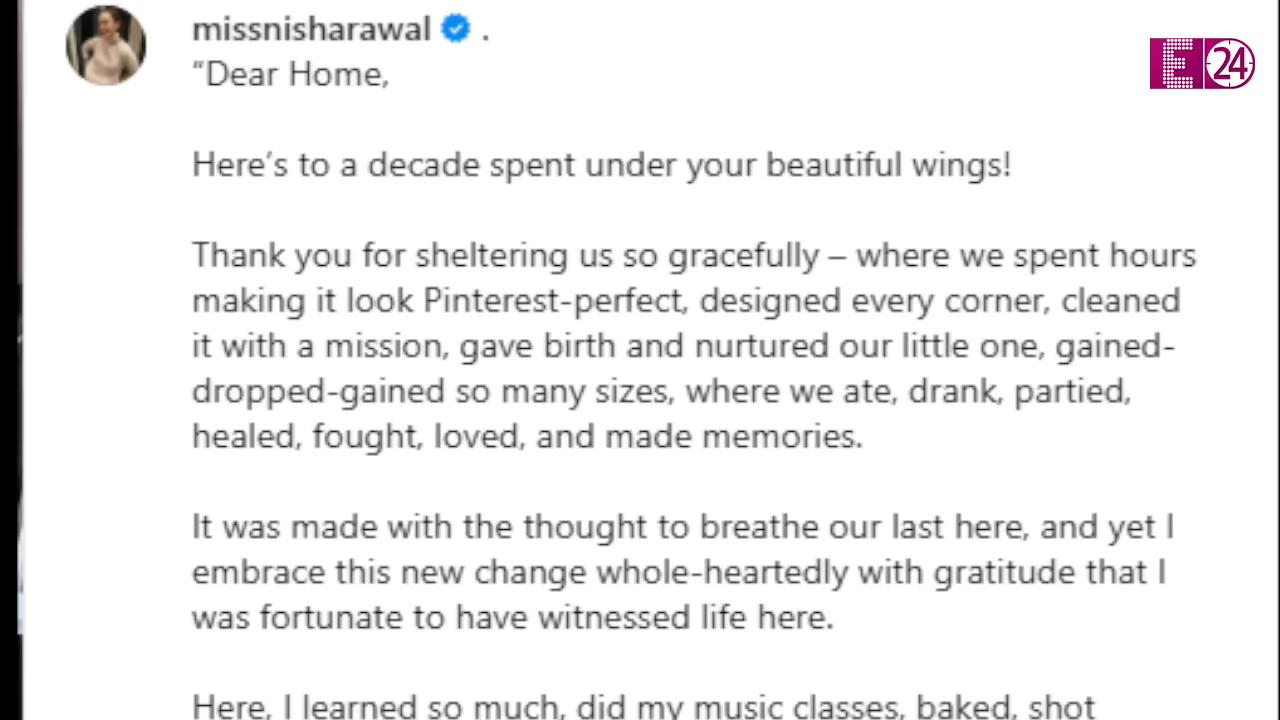 missnisharawal .
“Dear Home,
Here’s to a decade spent under your beautiful wings!
Thank you for sheltering us so gracefully – where we spent hours
making it look Pinterest-perfect, designed every corner, cleaned
it with a mission, gave birth and nurtured our little one, gained-
dropped-gained so many sizes, where we ate, drank, partied,
healed, fought, loved, and made memories.
It was made with the thought to breathe our last here, and yet I
embrace this new change whole-heartedly with gratitude that I
was fortunate to have witnessed life here.
Here, I learned so much, did my music classes, baked, shot
E24